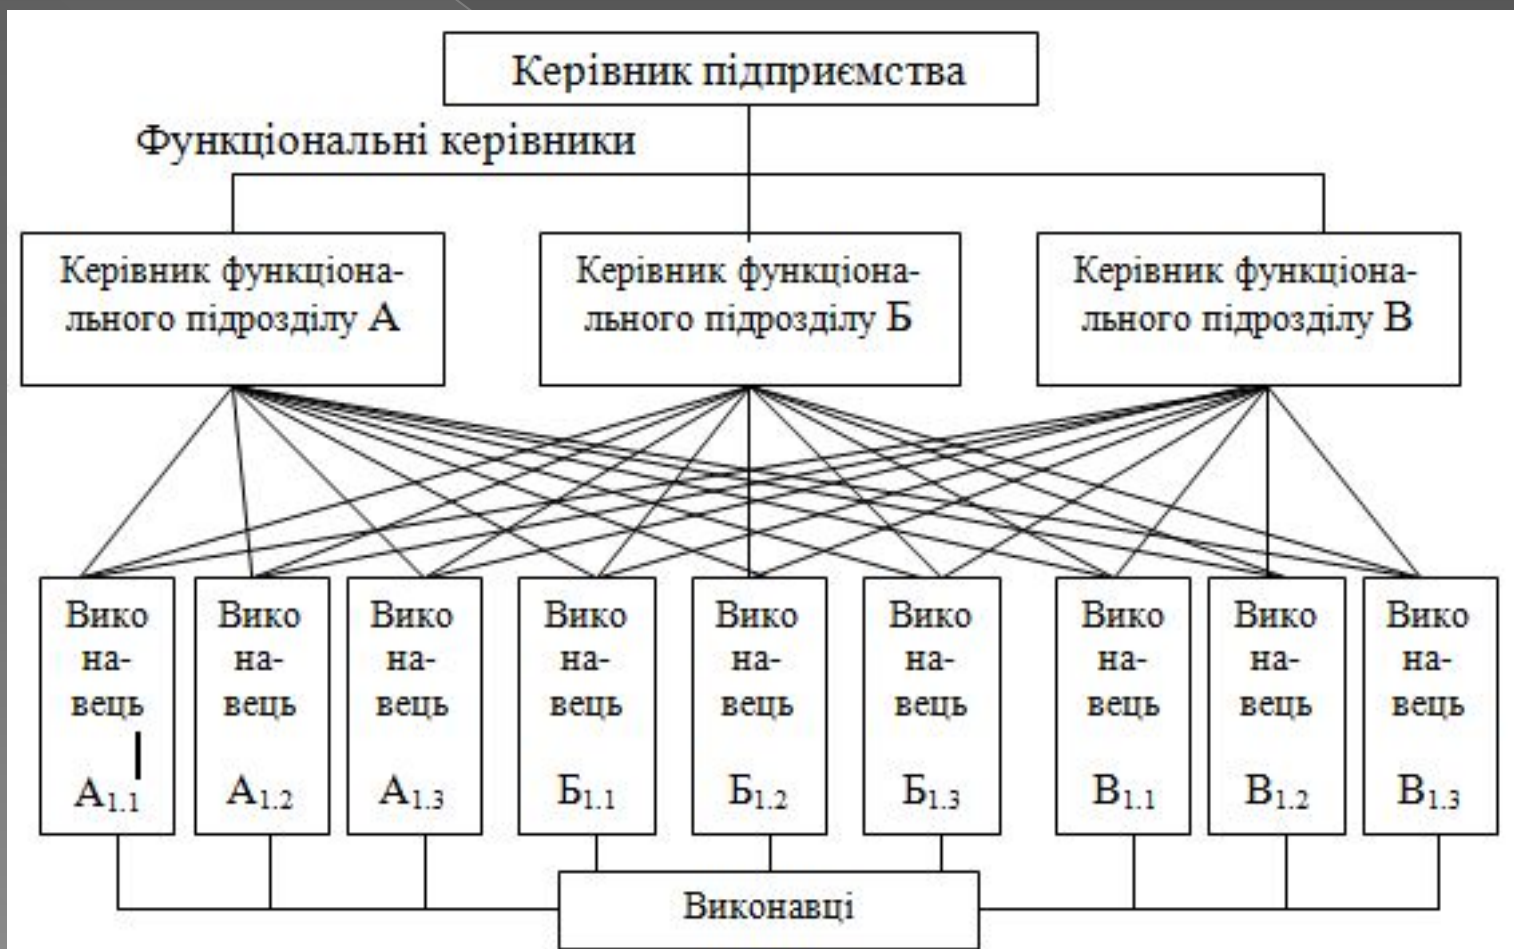 Керівник підприємства
Функціональні керівники
Керівник функціона-
льного підрозділу А
Керівник функціона-
льного підрозділу Б
Керівник функціона-
льного підрозділу В
Вико
на-
вець
А1.1
Вико
на-
вець
А1.2
Вико
на-
вець
А1.3
Вико
на-
вець
Б1.1
Вико
на-
вець
Б1.2
Вико
на-
вець
Б1.3
Вико
на-
вець
В1.1
Вико
на-
вець
В1.2
Вико
на-
вець
В1.3
Виконавці